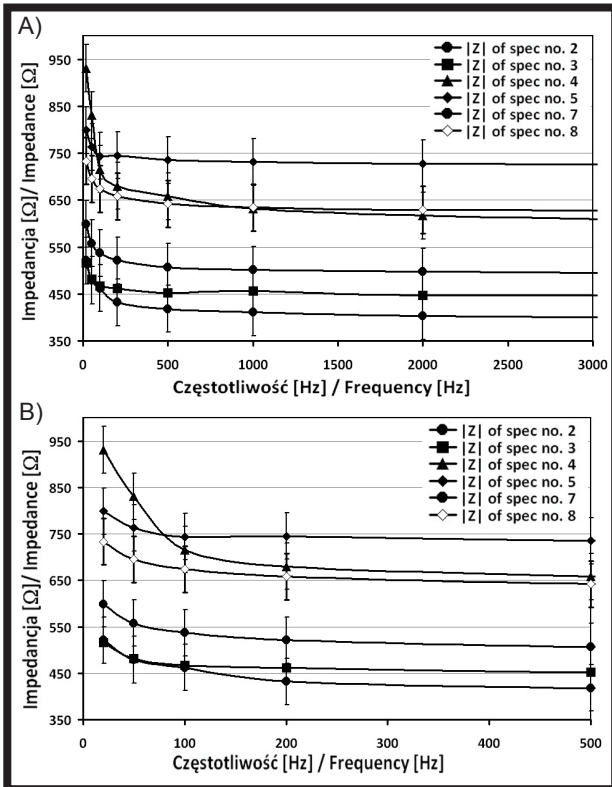 A)
Impedancja [Ω]/ Impedance [Ω]
950
850
750
650
550
450
350
|Z| of spec no. 2
|Z| of spec no. 3
|Z| of spec no. 4
|Z| of spec no. 5
|Z| of spec no. 7
|Z| of spec no. 8
0 500 1000 1500 2000 2500 3000
Częstotliwość [Hz] / Frequency [Hz]
B)
Impedancja [Ω]/ Impedance [Ω]
950
850
750
650
550
450
350
|Z| of spec no. 2
|Z| of spec no. 3
|Z| of spec no. 4
|Z| of spec no. 5
|Z| of spec no. 7
|Z| of spec no. 8
0 100 200 300 400 500
Częstotliwość [Hz] / Frequency [Hz]